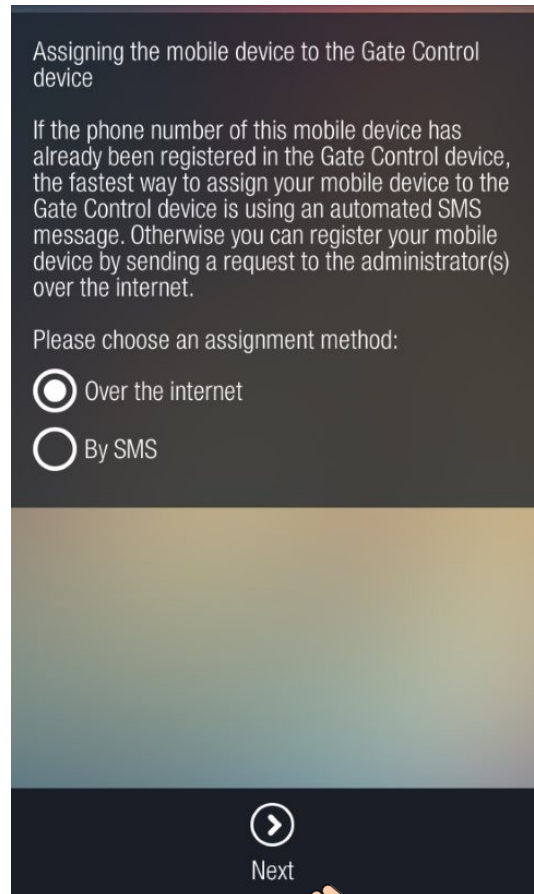 Assigning the mobile device to the Gate Control
device
If the phone number of this mobile device has
already been registered in the Gate Control device,
the fastest way to assign your mobile device to the
Gate Control device is using an automated SMS
message. Otherwise you can register your mobile
device by sending a request to the administrator(s)
over the internet.
Please choose an assignment method:
Over the internet
By SMS
Next